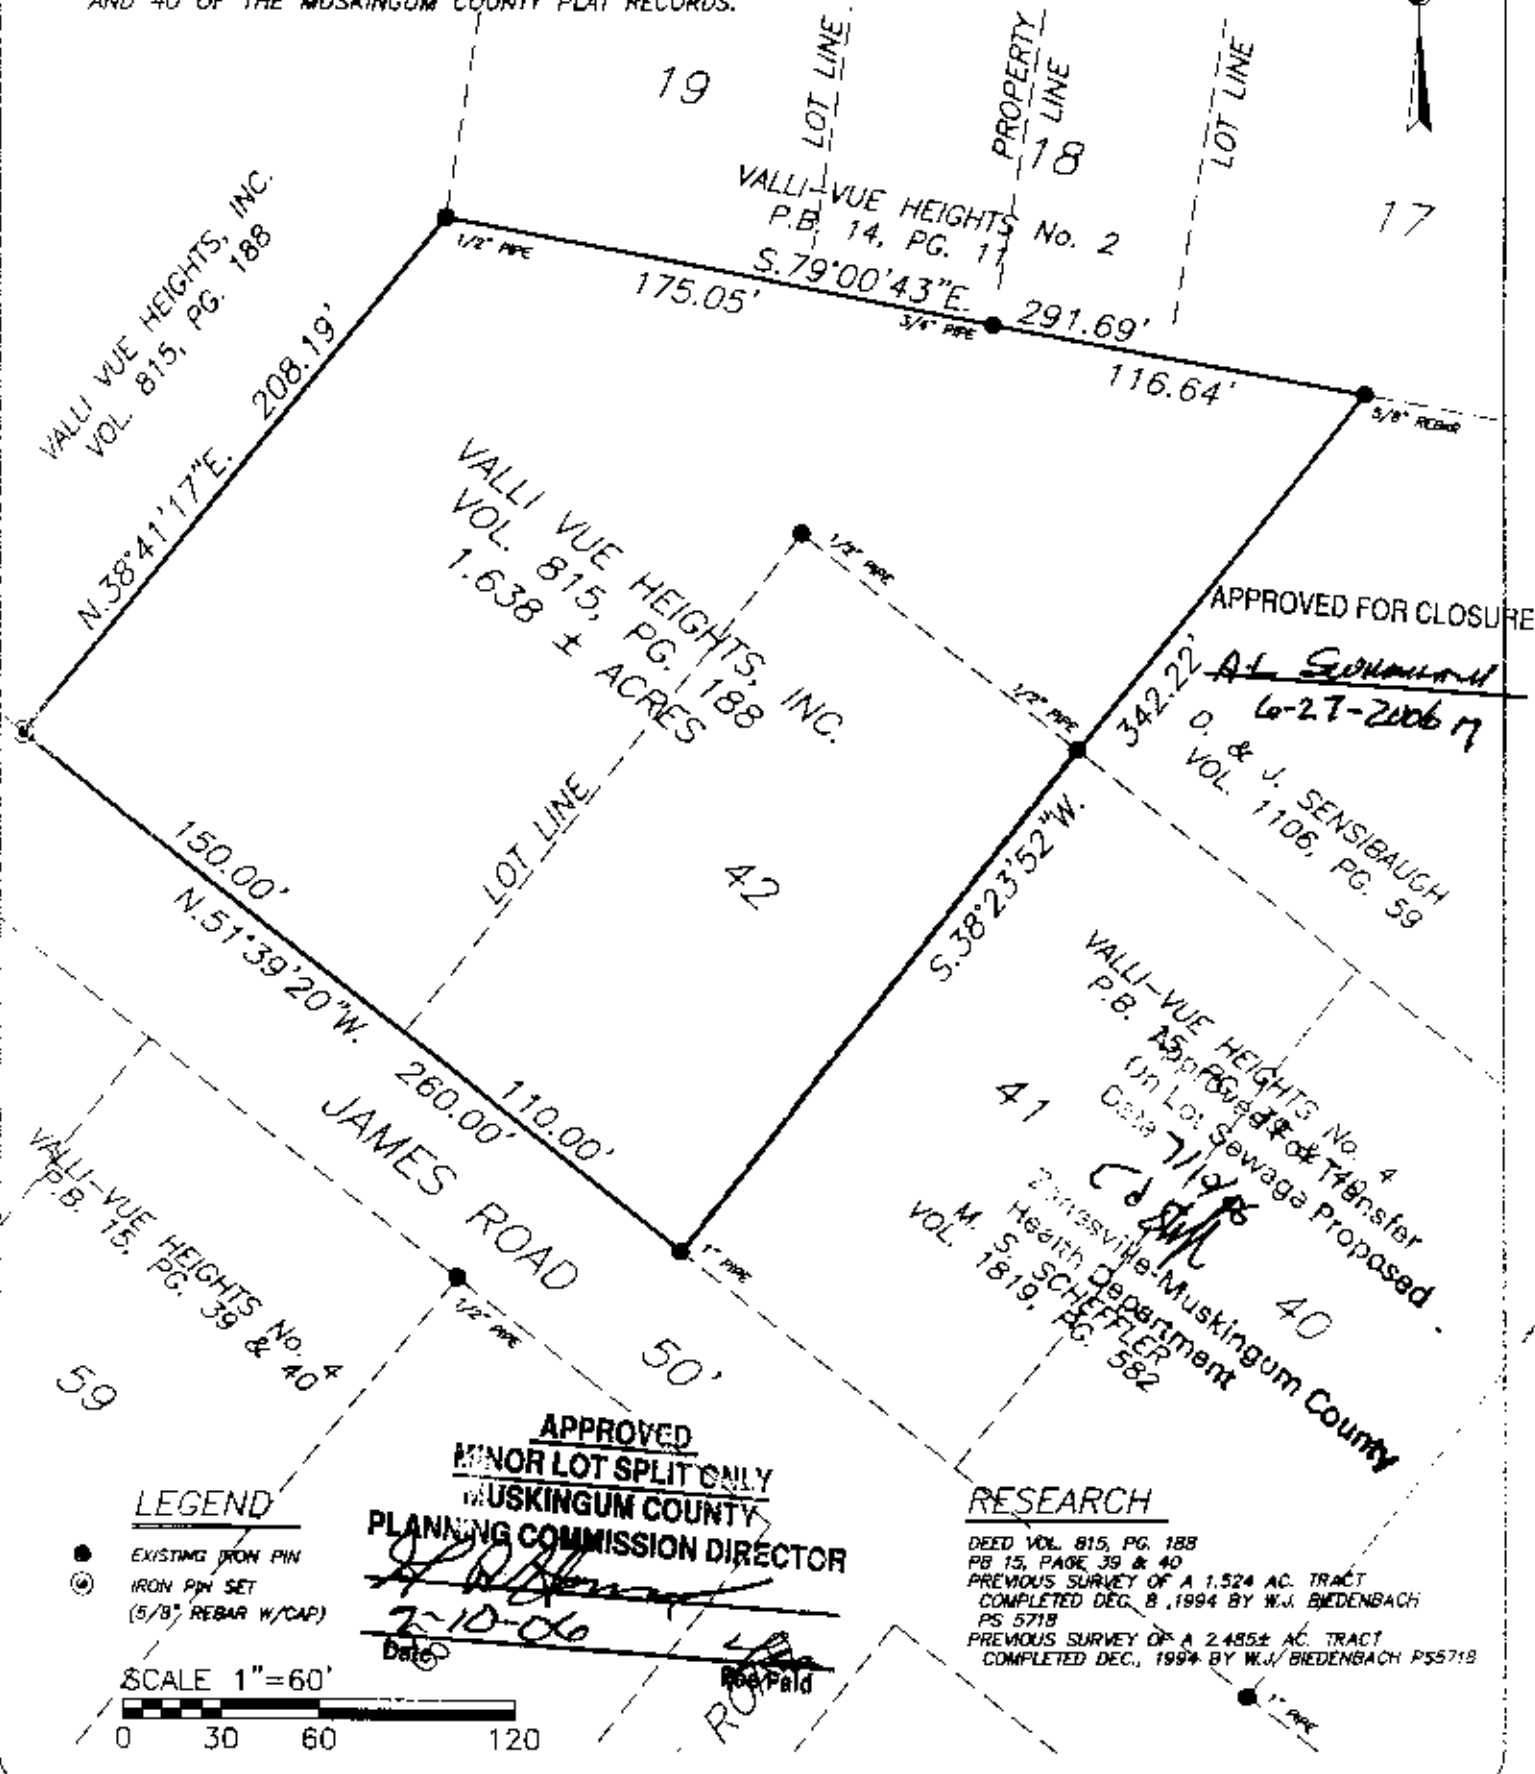 AND 40 OF THE MUSKINGUM COUNTY PLAT RECORDS.
19
LOT LINE
PROPERTY
LINE
18
LOT LINE
17
VALLI-VUE HEIGHTS No. 2
P.B. 14, PG. 11
VALLI VUE HEIGHTS, INC.
VOL. 815, PG. 188
1/2" PIPE
S.79°00'43"E.
175.05'
3/4" PIPE
291.69'
116.64'
5/8" REBAR
N.38°41'17"E. 208.19'
VALLI VUE HEIGHTS, INC.
VOL. 815, PG. 188
1.638 ± ACRES
1/2" PIPE
1/2" PIPE
APPROVED FOR CLOSURE
6-27-2006
342.22'
S.38°23'52"W.
D. & J. SENSIBAUGH
VOL. 1106, PG. 59
LOT LINE
42
150.00'
N.51°39'20"W.
260.00'
110.00'
JAMES ROAD
50'
1" PIPE
VALLI-VUE HEIGHTS No. 4
P.B. 15, PG. 39 & 40
41
Approved For Transfer
On Lot Sewage Proposed
Date
Zanesville-Muskingum County
Health Department
M. S. SCHEFFLER
VOL. 1819, PG. 582
40
VALLI-VUE HEIGHTS No. 4
P.B. 15, PG. 39 & 40
59
1/2" PIPE
APPROVED
MINOR LOT SPLIT ONLY
MUSKINGUM COUNTY
PLANNING COMMISSION DIRECTOR
7-10-06
Date
Fee Paid
LEGEND
EXISTING IRON PIN
IRON PIN SET
(5/8" REBAR W/CAP)
SCALE 1"=60'
0 30 60 120
RESEARCH
DEED VOL. 815, PG. 188
PB 15, PAGE 39 & 40
PREVIOUS SURVEY OF A 1.524 AC. TRACT
COMPLETED DEC. 8 ,1994 BY W.J. BIEDENBACH
PS 5718
PREVIOUS SURVEY OF A 2.485± AC. TRACT
COMPLETED DEC., 1994 BY W.J. BIEDENBACH PS5718
1" PIPE